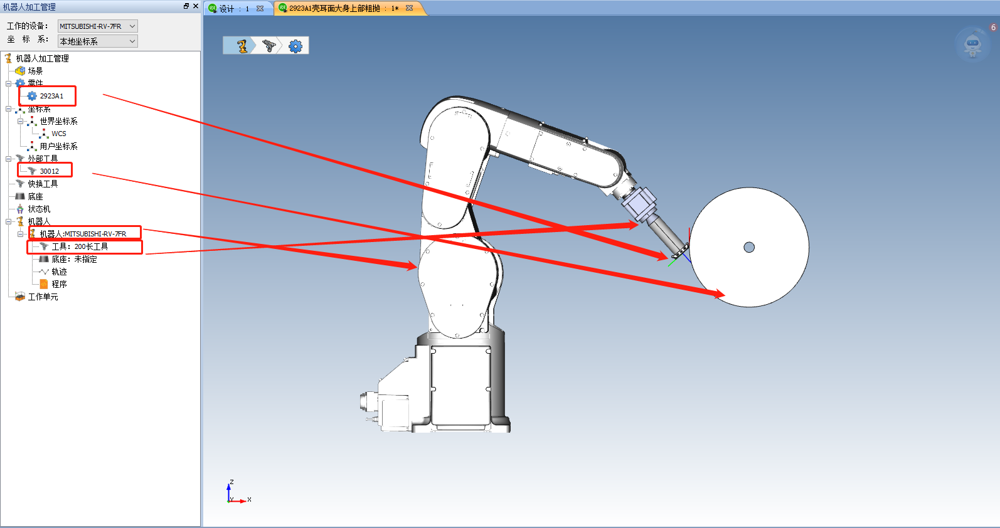 机器人加工管理
工作的设备： MITSUBISHI-RV-7FR
坐 标 系： 本地坐标系
机器人加工管理
场景
零件
2923A1
坐标系
世界坐标系
WCS
用户坐标系
外部工具
30012
快换工具
底座
状态机
机器人
机器人:MITSUBISHI-RV-7FR
工具：200长工具
底座：未指定
轨迹
程序
工作单元
设计 : 1
2923A1壳耳面大身上部粗抛 : 1*
6
Z
Y
X